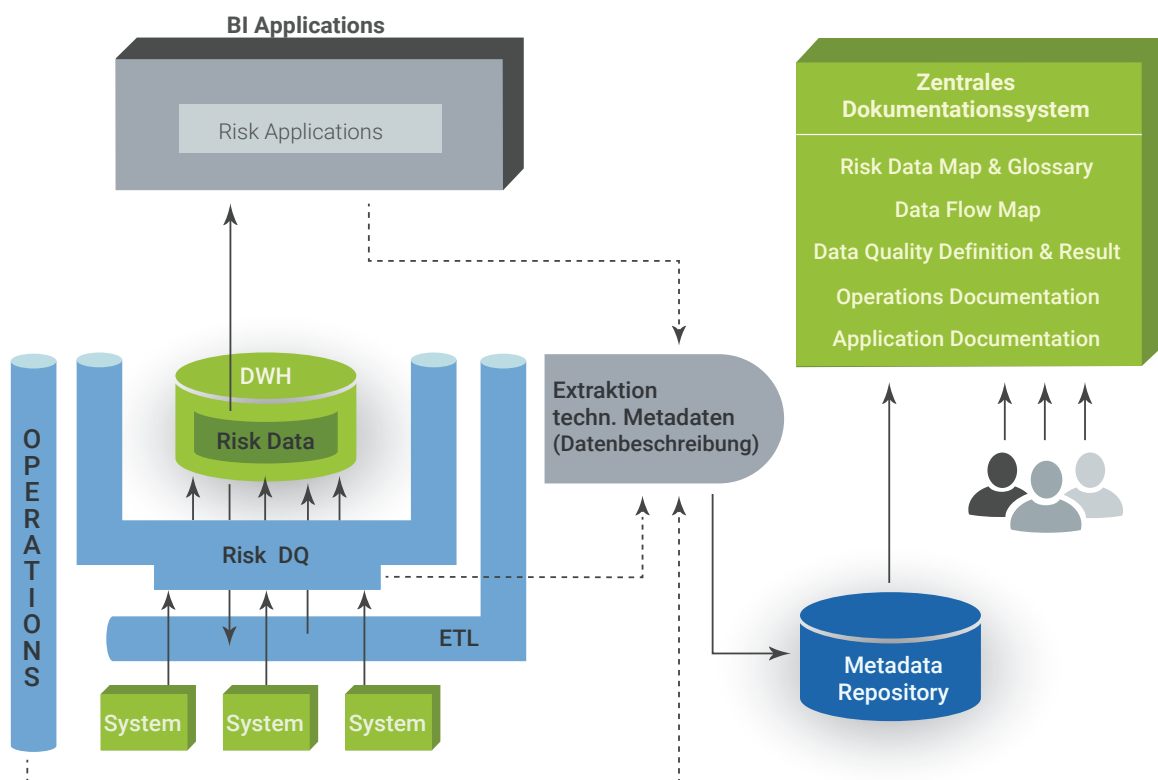 BI Applications
Risk Applications
Zentrales
Dokumentationssystem
Risk Data Map & Glossary
Data Flow Map
Data Quality Definition & Result
Operations Documentation
Application Documentation
OPERATIONS
DWH
Risk Data
Risk DQ
ETL
System
System
System
Extraktion
techn. Metadaten
(Datenbeschreibung)
Metadata
Repository